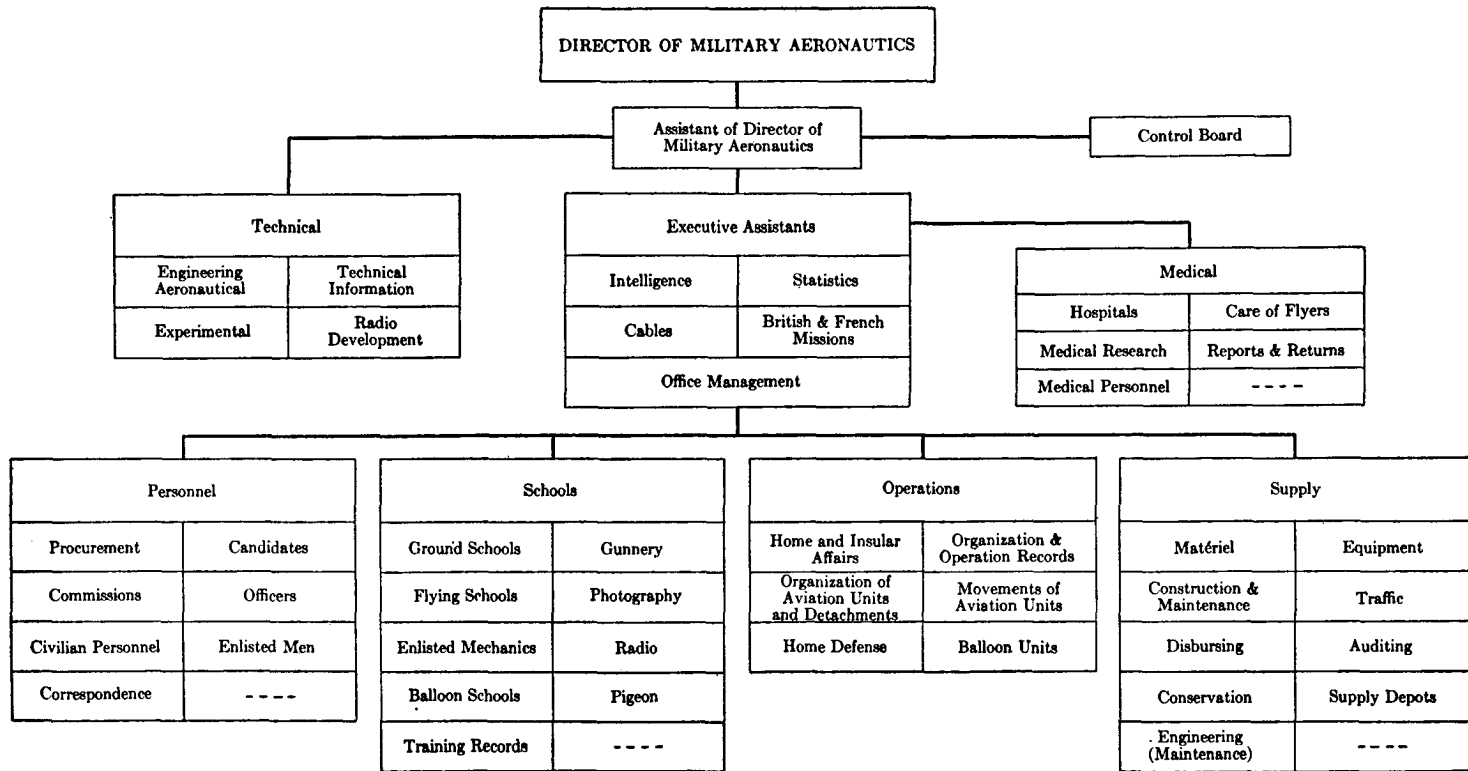 DIRECTOR OF MILITARY AERONAUTICS
Assistant of Director of
Military Aeronautics
Control Board
Technical
Engineering
Aeronautical
Technical
Information
Experimental
Radio
Development
Executive Assistants
Intelligence
Statistics
Cables
British & French
Missions
Office Management
Medical
Hospitals
Care of Flyers
Medical Research
Reports & Returns
Medical Personnel
----
Personnel
Procurement
Candidates
Commissions
Officers
Civilian Personnel
Enlisted Men
Correspondence
----
Schools
Ground Schools
Gunnery
Flying Schools
Photography
Enlisted Mechanics
Radio
Balloon Schools
Pigeon
Training Records
----
Operations
Home and Insular
Affairs
Organization &
Operation Records
Organization of
Aviation Units
and Detachments
Movements of
Aviation Units
Home Defense
Balloon Units
Supply
Matériel
Equipment
Construction &
Maintenance
Traffic
Disbursing
Auditing
Conservation
Supply Depots
Engineering
(Maintenance)
----